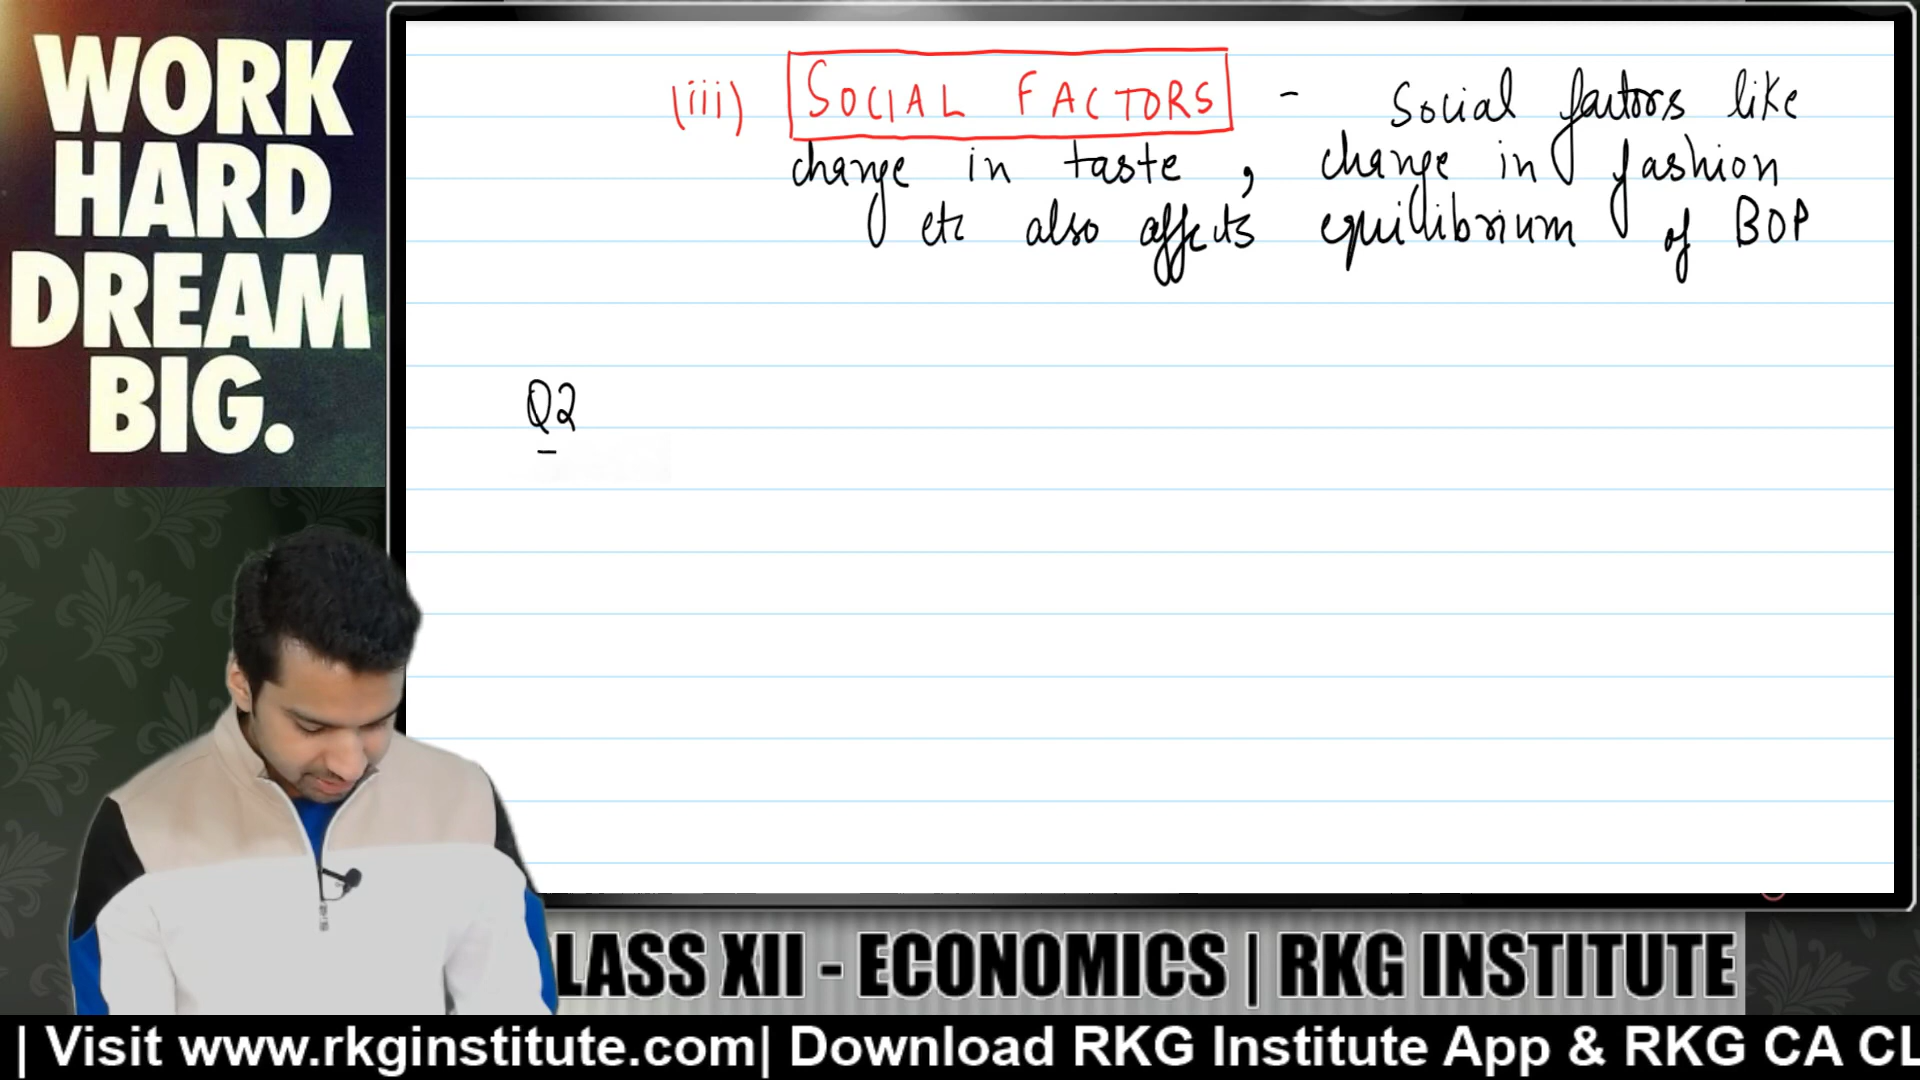 WORK
HARD
DREAM
BIG.
(iii) SOCIAL FACTORS - Social factors like
change in taste, change in fashion
etc also affects equilibrium of BOP
Q2
LASS XII - ECONOMICS | RKG INSTITUTE
| Visit www.rkginstitute.com| Download RKG Institute App & RKG CA CL